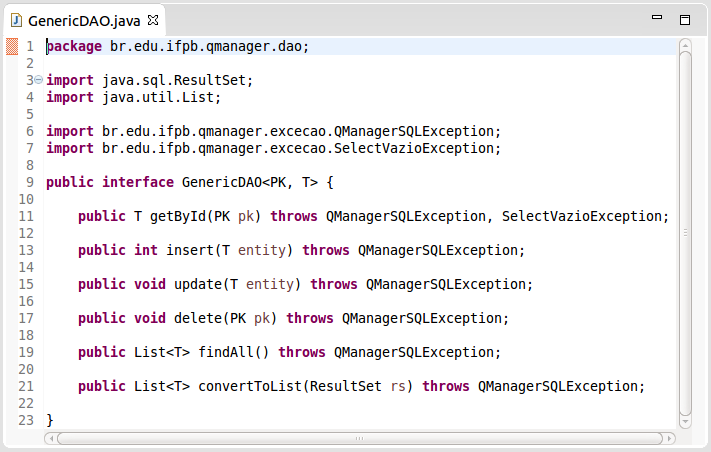 GenericDAO.java
1 package br.edu.ifpb.qmanager.dao;
2
3 import java.sql.ResultSet;
4 import java.util.List;
5
6 import br.edu.ifpb.qmanager.excecao.QManagerSQLException;
7 import br.edu.ifpb.qmanager.excecao.SelectVazioException;
8
9 public interface GenericDAO<PK, T> {
10
11     public T getById(PK pk) throws QManagerSQLException, SelectVazioException;
12
13     public int insert(T entity) throws QManagerSQLException;
14
15     public void update(T entity) throws QManagerSQLException;
16
17     public void delete(PK pk) throws QManagerSQLException;
18
19     public List<T> findAll() throws QManagerSQLException;
20
21     public List<T> convertToList(ResultSet rs) throws QManagerSQLException;
22
23 }